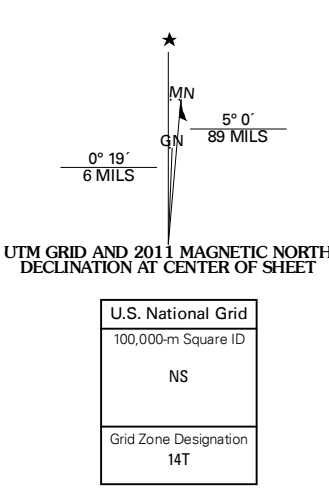 ★
MN
GN
5° 0´
89 MILS
0° 19´
6 MILS
UTM GRID AND 2011 MAGNETIC NORTH
DECLINATION AT CENTER OF SHEET
U.S. National Grid
100,000-m Square ID
NS
Grid Zone Designation
14T